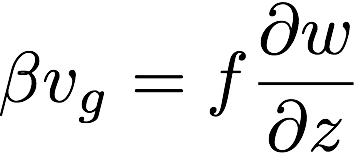 βv_g = f ∂w/∂z